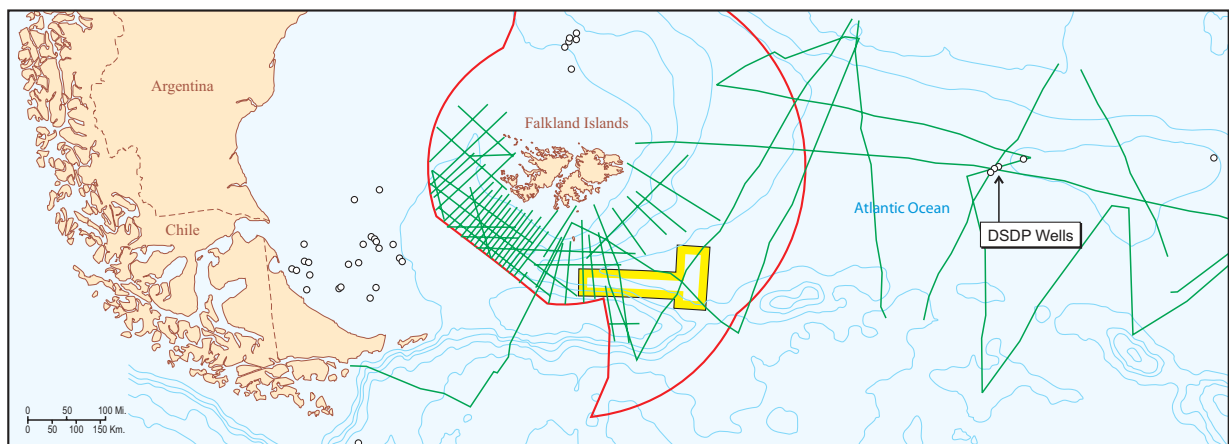 Argentina
Falkland Islands
Chile
Atlantic Ocean
DSDP Wells
0 50 100 Mi.
0 50 100 150 Km.